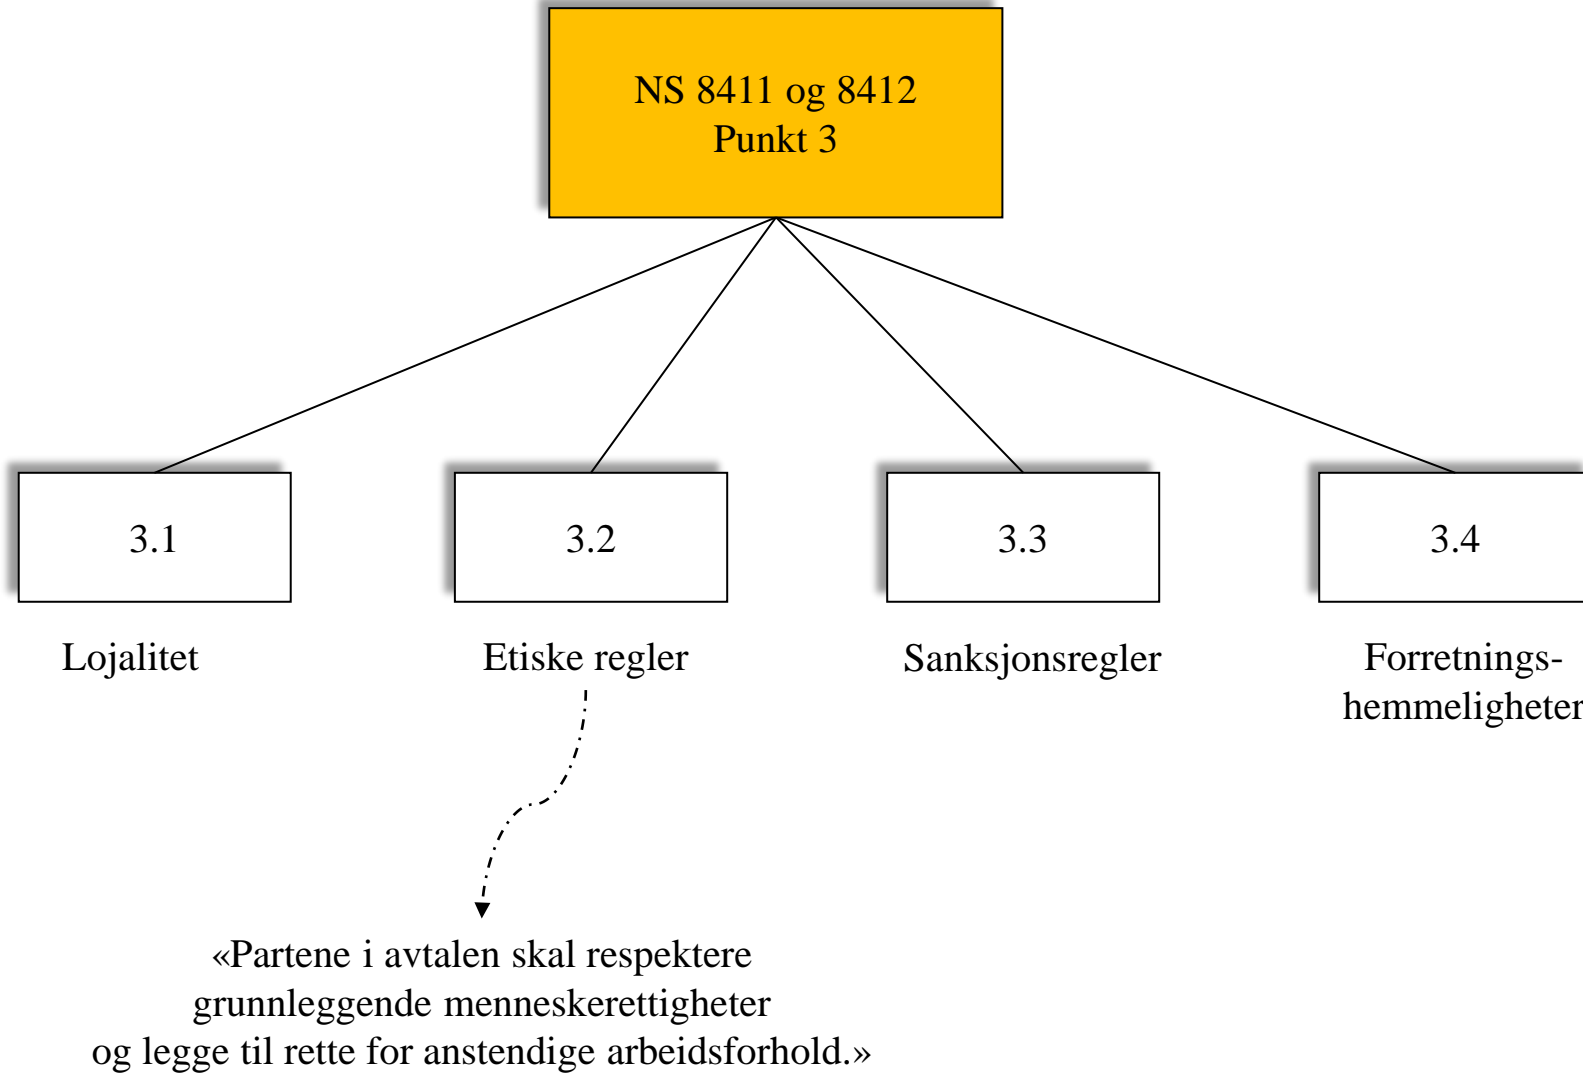 NS 8411 og 8412
Punkt 3
3.1
3.2
3.3
3.4
Lojalitet
Etiske regler
Sanksjonsregler
Forretnings-
hemmeligheter
«Partene i avtalen skal respektere
grunnleggende menneskerettigheter
og legge til rette for anstendige arbeidsforhold.»